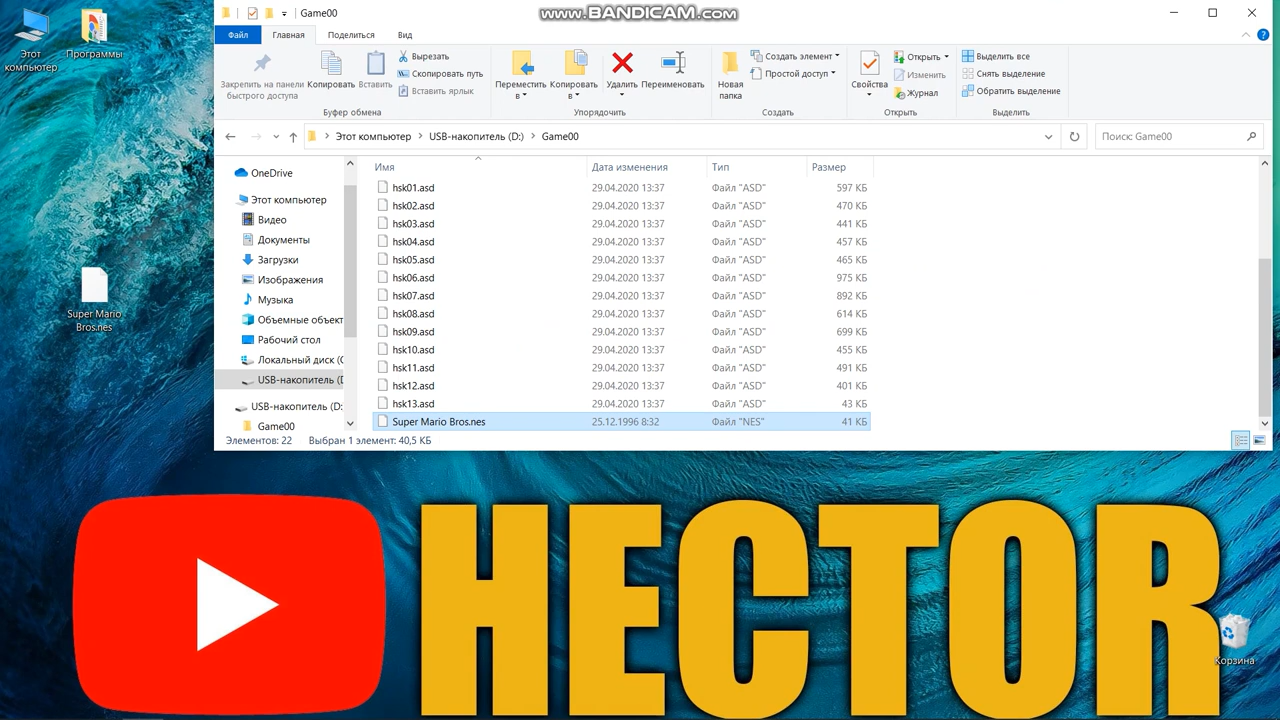 Этот
компьютер
Программы
Super Mario
Bros.nes
Game00
www.BANDICAM.com
Файл
Главная
Поделиться
Вид
Закрепить на панели
быстрого доступа
Копировать
Вставить
Вырезать
Скопировать путь
Вставить ярлык
Буфер обмена
Переместить
в
Копировать
в
Удалить
Переименовать
Упорядочить
Новая
папка
Создать элемент
Простой доступ
Создать
Свойства
Открыть
Изменить
Журнал
Открыть
Выделить все
Снять выделение
Обратить выделение
Выделить
Этот компьютер > USB-накопитель (D:) > Game00
Поиск: Game00
OneDrive
Этот компьютер
Видео
Документы
Загрузки
Изображения
Музыка
Объемные объект
Рабочий стол
Локальный диск (C
USB-накопитель (D
USB-накопитель (D:
Game00
Имя Дата изменения Тип Размер
hsk01.asd 29.04.2020 13:37 Файл "ASD" 597 КБ
hsk02.asd 29.04.2020 13:37 Файл "ASD" 470 КБ
hsk03.asd 29.04.2020 13:37 Файл "ASD" 441 КБ
hsk04.asd 29.04.2020 13:37 Файл "ASD" 457 КБ
hsk05.asd 29.04.2020 13:37 Файл "ASD" 465 КБ
hsk06.asd 29.04.2020 13:37 Файл "ASD" 975 КБ
hsk07.asd 29.04.2020 13:37 Файл "ASD" 892 КБ
hsk08.asd 29.04.2020 13:37 Файл "ASD" 614 КБ
hsk09.asd 29.04.2020 13:37 Файл "ASD" 699 КБ
hsk10.asd 29.04.2020 13:37 Файл "ASD" 455 КБ
hsk11.asd 29.04.2020 13:37 Файл "ASD" 491 КБ
hsk12.asd 29.04.2020 13:37 Файл "ASD" 401 КБ
hsk13.asd 29.04.2020 13:37 Файл "ASD" 43 КБ
Super Mario Bros.nes 25.12.1996 8:32 Файл "NES" 41 КБ
Элементов: 22 Выбран 1 элемент: 40,5 КБ
HECTOR
Корзина